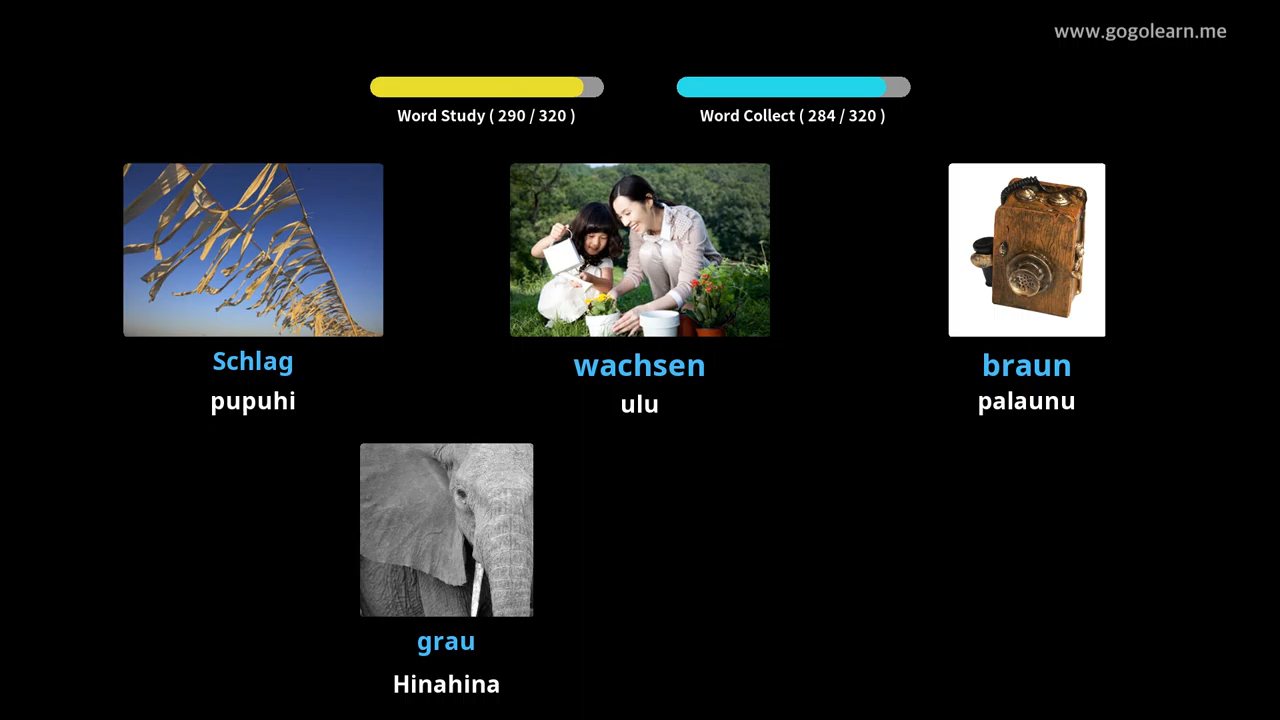 www.gogolearn.me
Word Study ( 290 / 320 )
Word Collect ( 284 / 320 )
Schlag
pupuhi
wachsen
ulu
braun
palaunu
grau
Hinahina